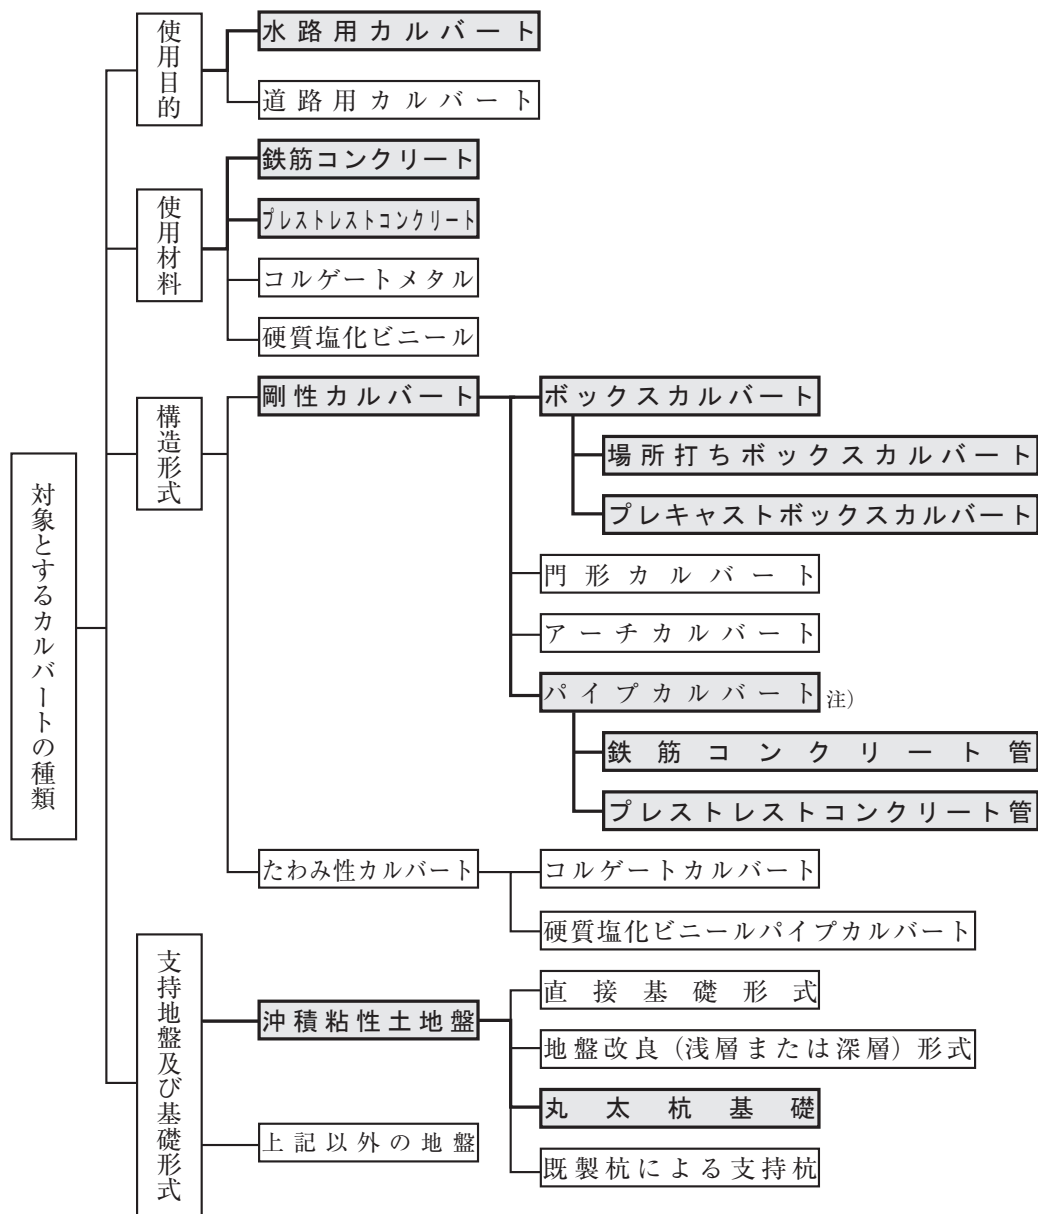 対象とするカルバートの種類
使用目的
水路用カルバート
道路用カルバート
使用材料
鉄筋コンクリート
プレストレストコンクリート
コルゲートメタル
硬質塩化ビニール
構造形式
剛性カルバート
ボックスカルバート
場所打ちボックスカルバート
プレキャストボックスカルバート
門形カルバート
アーチカルバート
パイプカルバート 注）
鉄筋コンクリート管
プレストレストコンクリート管
たわみ性カルバート
コルゲートカルバート
硬質塩化ビニールパイプカルバート
支持地盤及び基礎形式
沖積粘性土地盤
直接基礎形式
地盤改良（浅層または深層）形式
丸太杭基礎
既製杭による支持杭
上記以外の地盤